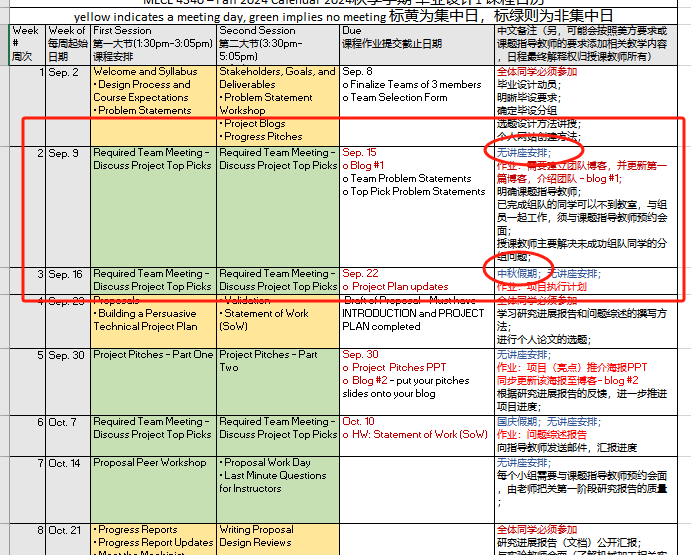 MECE 4340 – Fall 2024 Calendar 2024秋季学期 毕业设计1 课程日历
yellow indicates a meeting day, green implies no meeting 标黄为集中日，标绿则为非集中日
Week # 周次
Week of 每周起始日期
First Session
第一大节(1:30pm-3:05pm)
课程安排
Second Session
第二大节(3:30pm-
5:05pm)
Due
课程作业提交截止日期
中文备注（另，可能会按照美方要求或
课题指导教师的要求添加相关教学内容
，日程最终解释权归授课教师所有）
1 Sep. 2
Welcome and Syllabus
• Design Process and
Course Expectations
• Problem Statements
Stakeholders, Goals, and
Deliverables
• Problem Statement
Workshop
• Project Blogs
• Progress Pitches
Sep. 8
o Finalize Teams of 3 members
o Team Selection Form
全体同学必须参加
毕业设计动员；
明晰毕设要求；
确定毕设分组
选题设计方法讲授；
个人网站创建方法；
2 Sep. 9
Required Team Meeting –
Discuss Project Top Picks
Required Team Meeting –
Discuss Project Top Picks
Sep. 15
o Blog #1
o Team Problem Statements
o Top Pick Problem Statements
无讲座安排；
作业：需要建立团队博客，并更新第一
篇博客，介绍团队 – blog #1;
明确课题指导教师；
已完成组队的同学可以不到教室，与组
员一起工作，须与课题指导教师预约会
面；
授课教师主要解决未成功组队同学的分
组问题；
3 Sep. 16
Required Team Meeting –
Discuss Project Top Picks
Required Team Meeting –
Discuss Project Top Picks
Sep. 22
o Project Plan updates
中秋假期；无讲座安排；
作业：项目执行计划
4 Sep. 23
Proposals
• Building a Persuasive
Technical Project Plan
• Validation
• Statement of Work
(SoW)
Draft of Proposal – Must have
INTRODUCTION and PROJECT
PLAN completed
全体同学必须参加
学习研究进展报告和问题综述的撰写方
法；
进行个人论文的选题；
5 Sep. 30
Project Pitches – Part One
Project Pitches – Part
Two
Sep. 30
o Project Pitches PPT
o Blog #2 – put your pitches
slides onto your blog
无讲座安排；
作业：项目（亮点）推介海报PPT
同步更新该海报至博客– blog #2
根据研究进展报告的反馈，进一步推进
项目进度；
6 Oct. 7
Required Team Meeting –
Discuss Project Top Picks
Required Team Meeting –
Discuss Project Top Picks
Oct. 10
o HW: Statement of Work (SoW)
国庆假期；无讲座安排；
作业：问题综述报告
向指导教师发送邮件，汇报进度
7 Oct. 14
Proposal Peer Workshop
• Proposal Work Day
• Last Minute Questions
for Instructors
无讲座安排；
每个小组需要与课题指导教师预约会面
，由老师把关第一阶段研究报告的质量
；
8 Oct. 21
• Progress Reports
• Progress Report Updates
• Meet the Machinist
Writing Proposal
Design Reviews
全体同学必须参加
研究进展报告（文档）公开汇报；